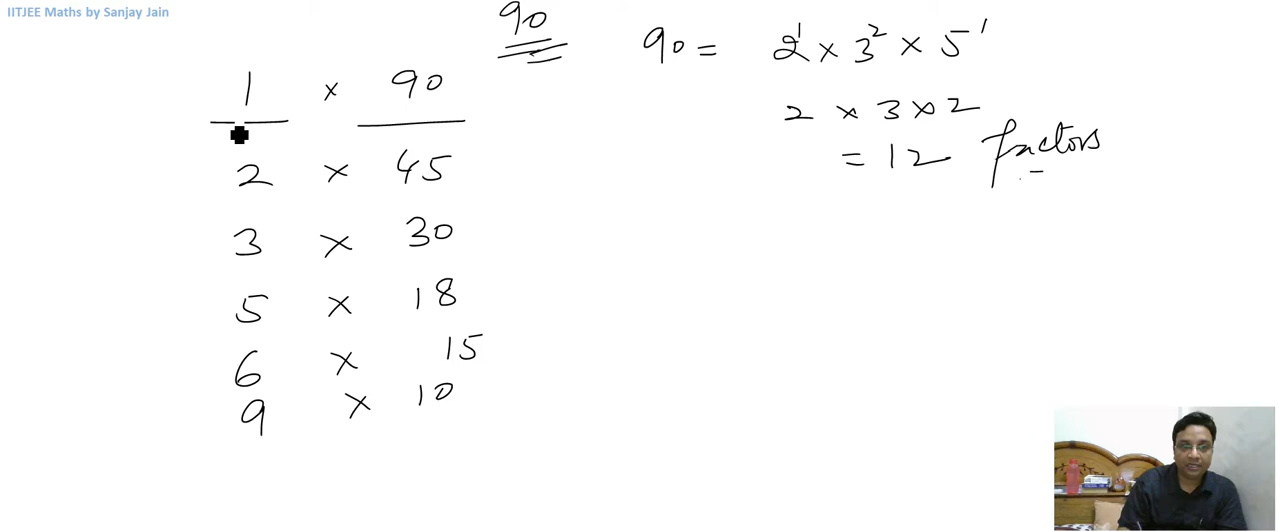 IITJEE Maths by Sanjay Jain
90
90 = 2¹ × 3² × 5¹
1 × 90
2 × 3 × 2
= 12 factors
2 × 45
3 × 30
5 × 18
6 × 15
9 × 10